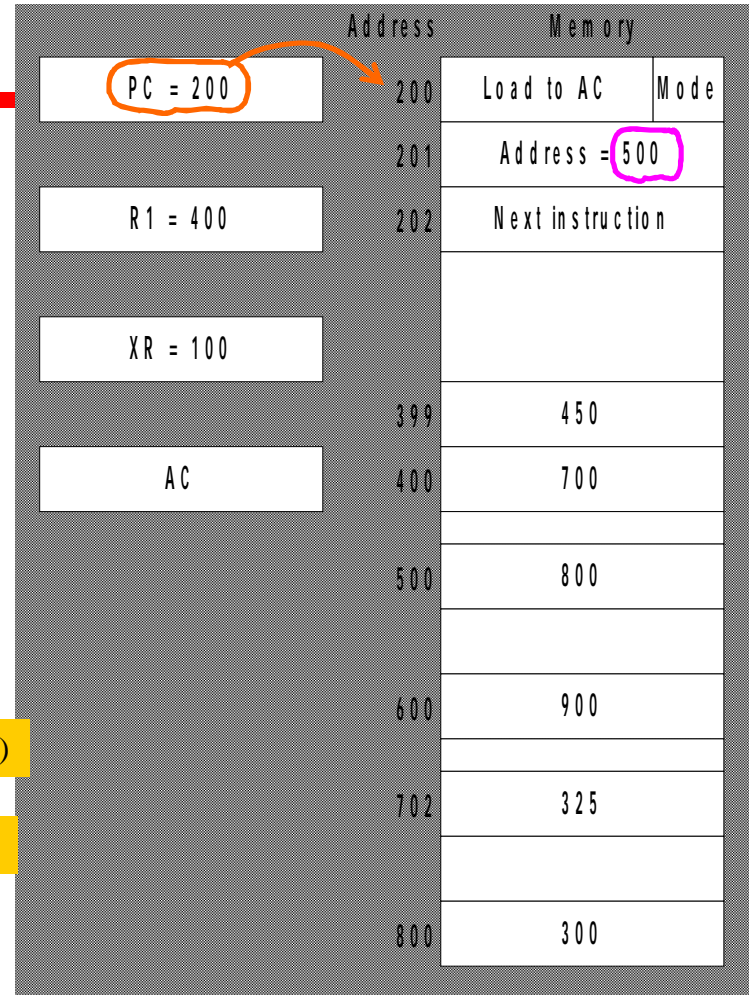 Address Memory
PC = 200 200 Load to AC Mode
201 Address = 500
R1 = 400 202 Next instruction
XR = 100
399 450
AC 400 700
500 800
600 900
)
702 325
800 300